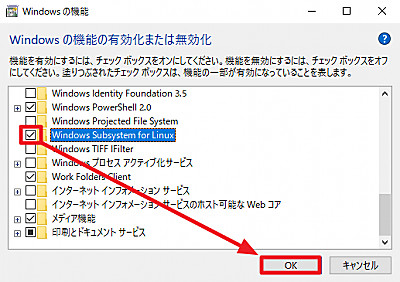 Windows の機能
Windows の機能の有効化または無効化
機能を有効にするには、チェック ボックスをオンにしてください。機能を無効にするには、チェック ボックスをオフ
にしてください。塗りつぶされたチェック ボックスは、機能の一部が有効になっていることを表します。
Windows Identity Foundation 3.5
Windows PowerShell 2.0
Windows Projected File System
Windows Subsystem for Linux
Windows TIFF IFilter
Windows プロセス アクティブ化サービス
Work Folders Client
インターネット インフォメーション サービス
インターネット インフォメーション サービスのホスト可能な Web コア
メディア機能
印刷とドキュメント サービス
OK
キャンセル